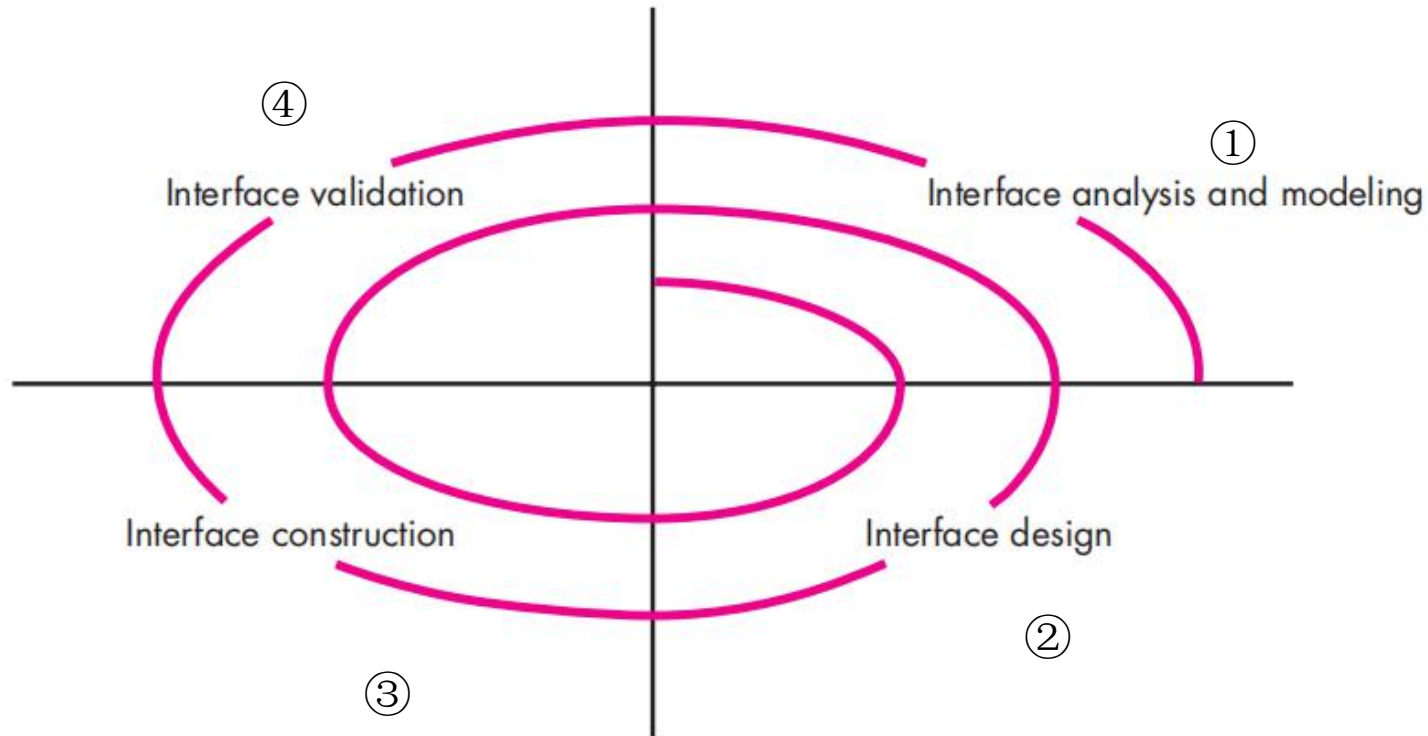 ④
①
Interface validation
Interface analysis and modeling
Interface construction
Interface design
②
③